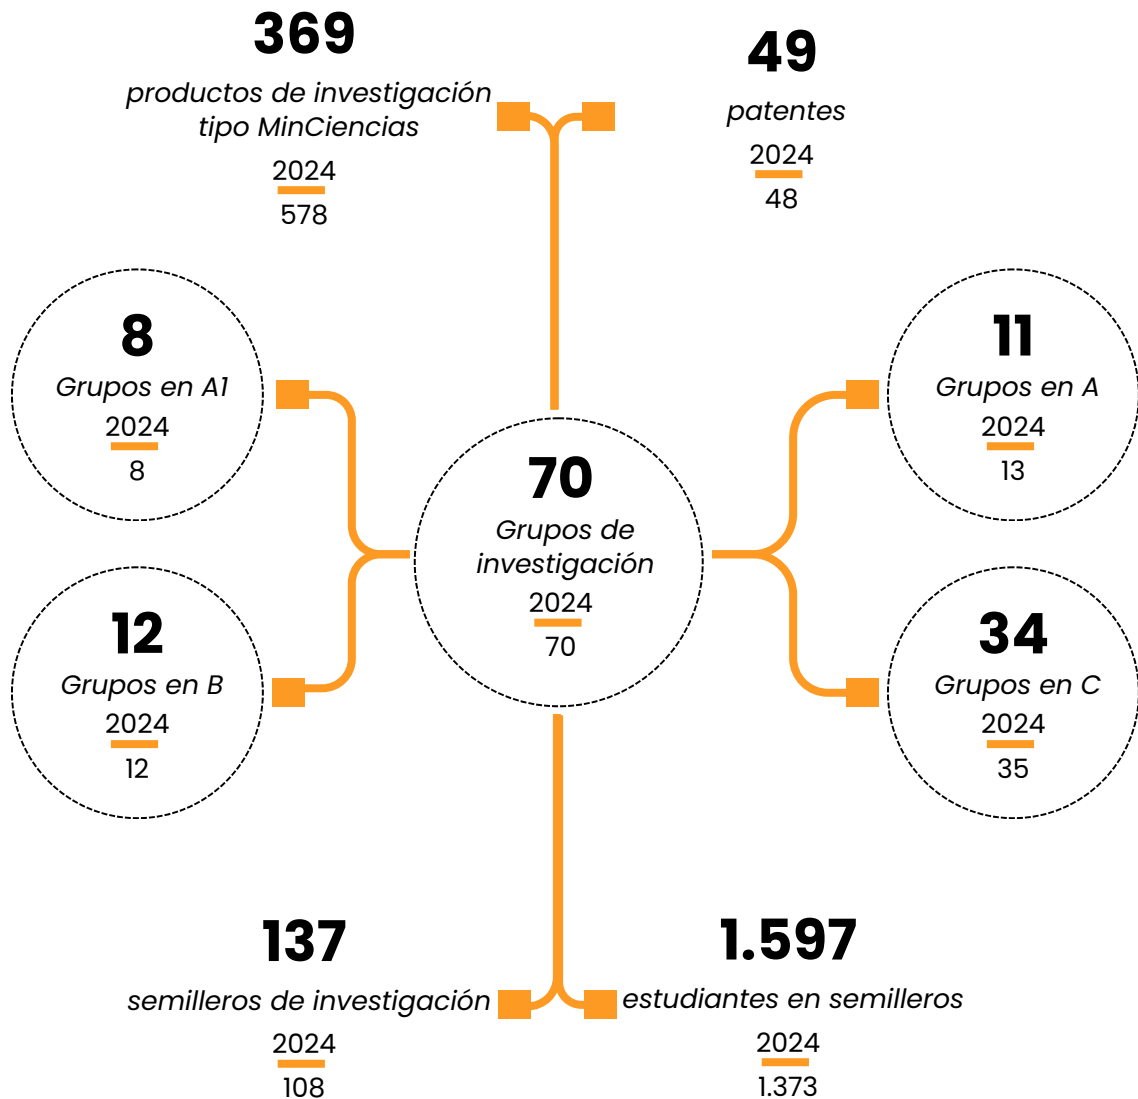 369
productos de investigación
tipo MinCiencias
2024
578
49
patentes
2024
48
8
Grupos en A1
2024
8
11
Grupos en A
2024
13
70
Grupos de
investigación
2024
70
12
Grupos en B
2024
12
34
Grupos en C
2024
35
137
semilleros de investigación
2024
108
1.597
estudiantes en semilleros
2024
1.373